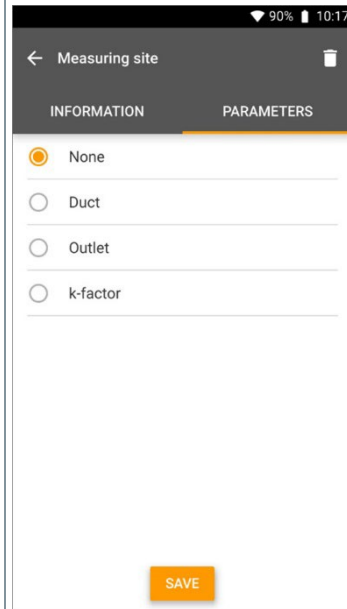 90% 10:17
Measuring site
INFORMATION PARAMETERS
None
Duct
Outlet
k-factor
SAVE